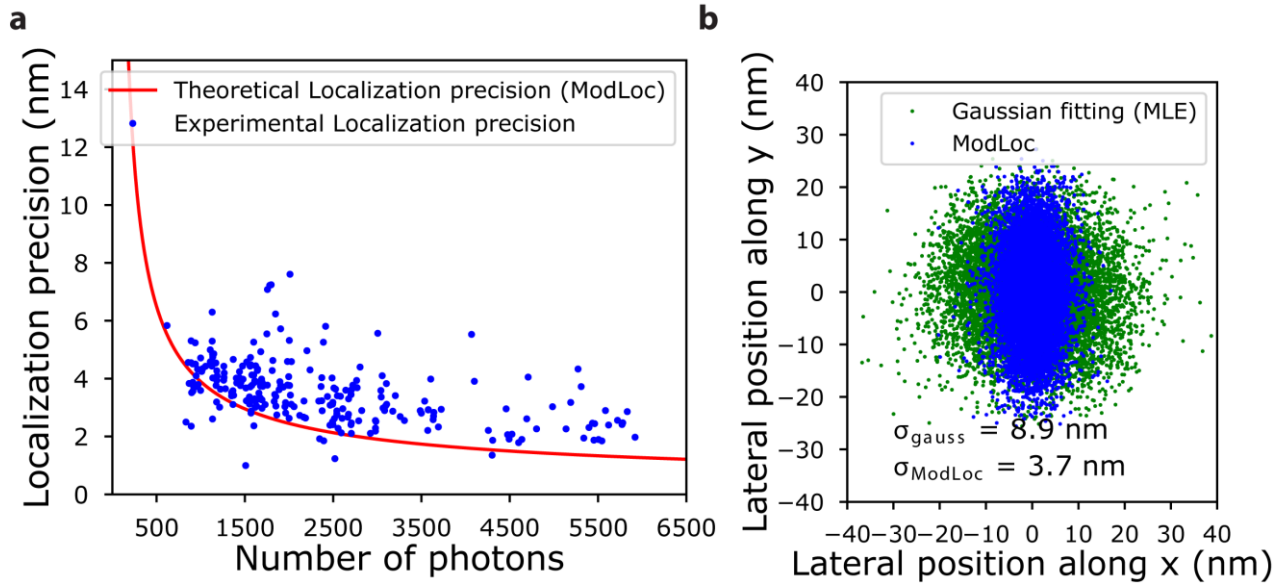 a
Localization precision (nm)
14
12
10
8
6
4
2
0
Theoretical Localization precision (ModLoc)
Experimental Localization precision
500 1500 2500 3500 4500 5500 6500
Number of photons
b
Lateral position along y (nm)
40
30
20
10
0
−10
−20
−30
−40
Gaussian fitting (MLE)
ModLoc
σgauss = 8.9 nm
σModLoc = 3.7 nm
−40−30−20−10 0 10 20 30 40
Lateral position along x (nm)